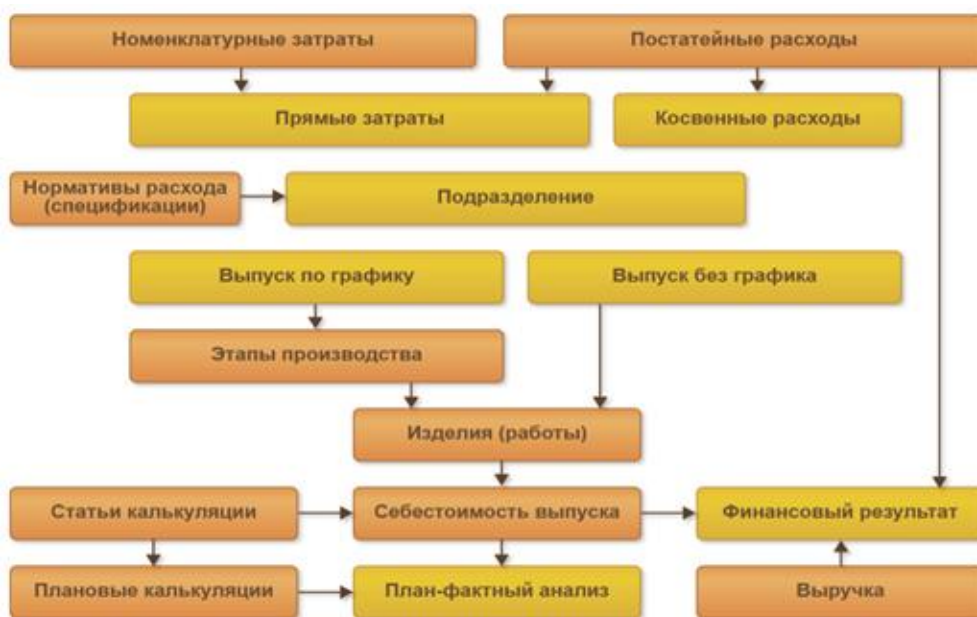 Номенклатурные затраты
Постатейные расходы
Прямые затраты
Косвенные расходы
Нормативы расхода
(спецификации)
Подразделение
Выпуск по графику
Выпуск без графика
Этапы производства
Изделия (работы)
Статьи калькуляции
Себестоимость выпуска
Финансовый результат
Плановые калькуляции
План-фактный анализ
Выручка